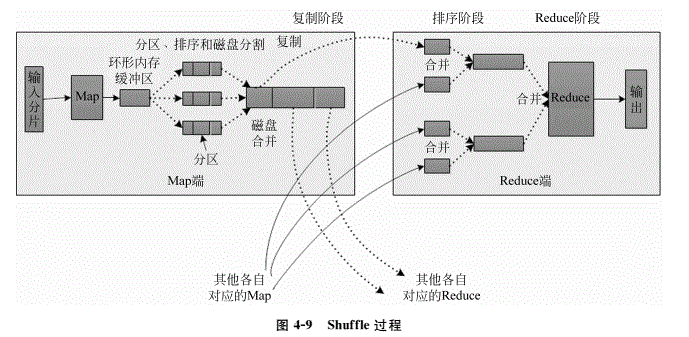 复制阶段
排序阶段
Reduce阶段
分区、排序和磁盘分割
复制
环形内存
缓冲区
输入分片
Map
分区
磁盘
合并
Map端
合并
合并
合并
Reduce
输出
Reduce端
其他各自
对应的Map
其他各自
对应的Reduce
图 4-9 Shuffle 过程